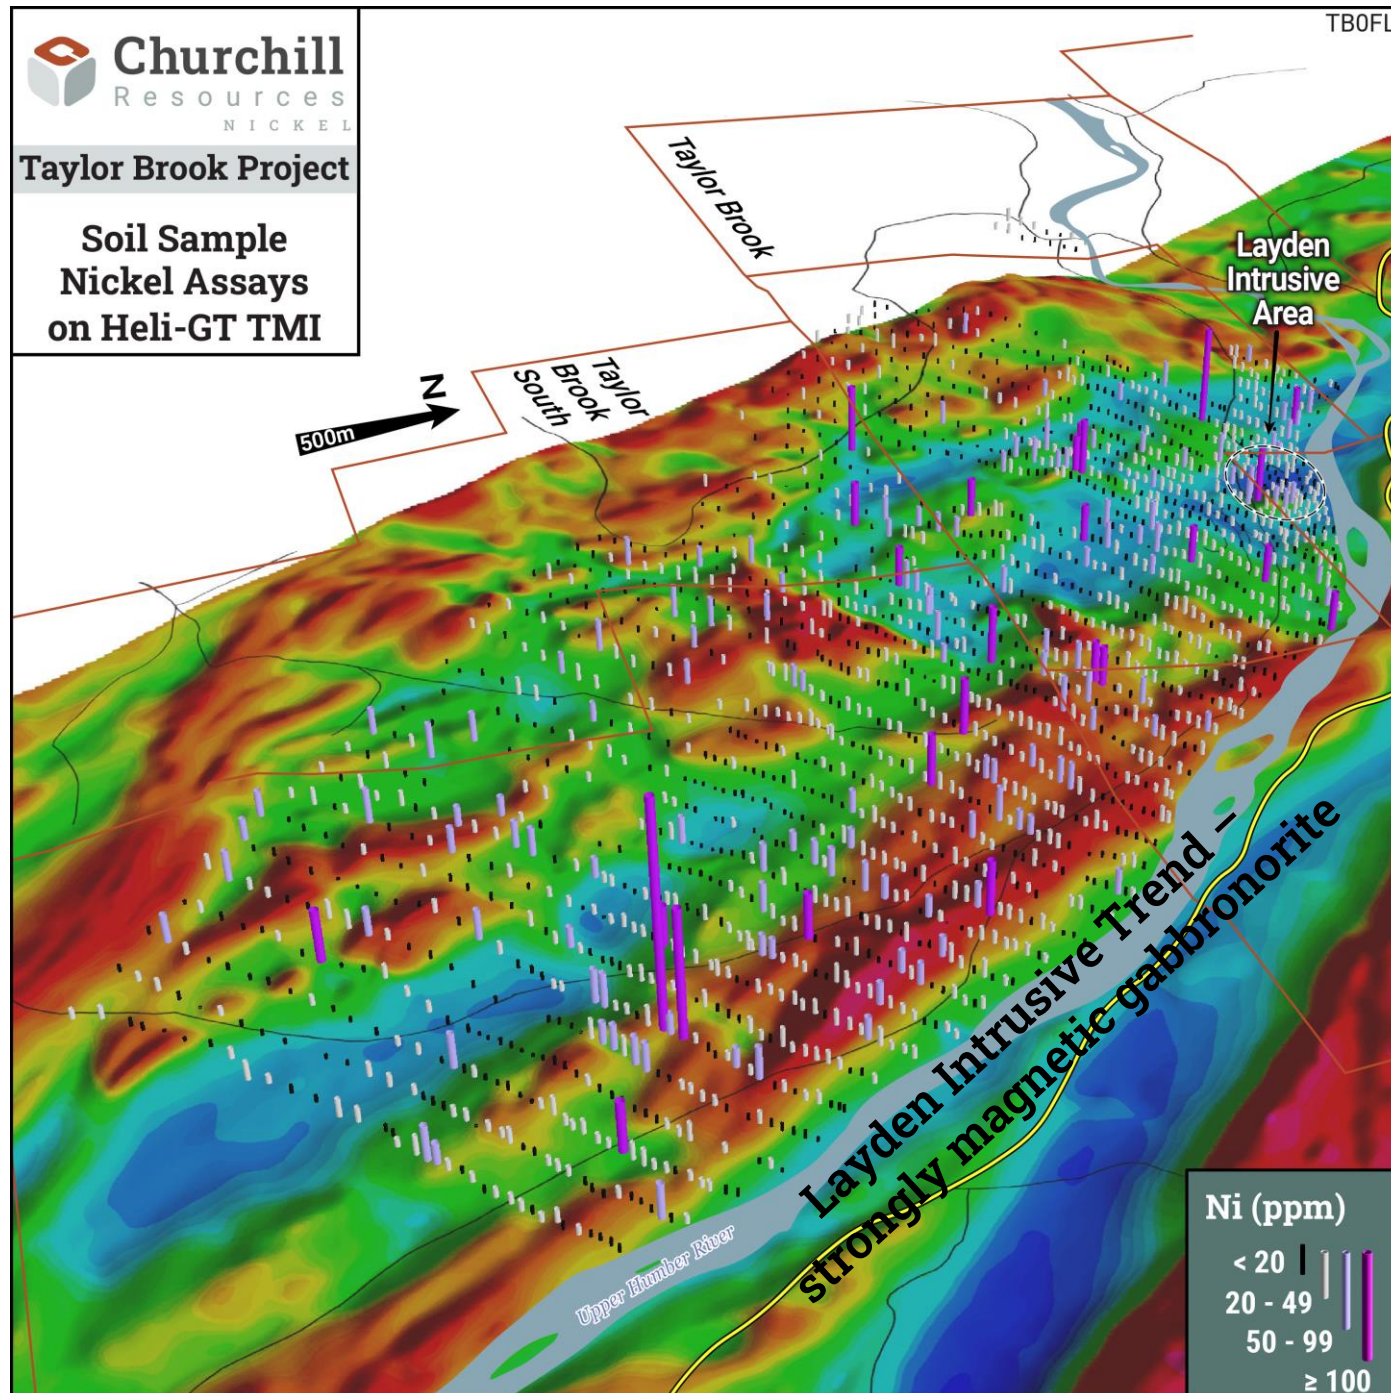 TB0FL
Churchill
Resources
NICKEL
Taylor Brook Project
Soil Sample
Nickel Assays
on Heli-GT TMI
Taylor Brook
Layden
Intrusive
Area
N
500m
Taylor
Brook
South
Layden Intrusive Trend –
strongly magnetic gabbronorite
Upper Humber River
Ni (ppm)
< 20
20 - 49
50 - 99
≥ 100